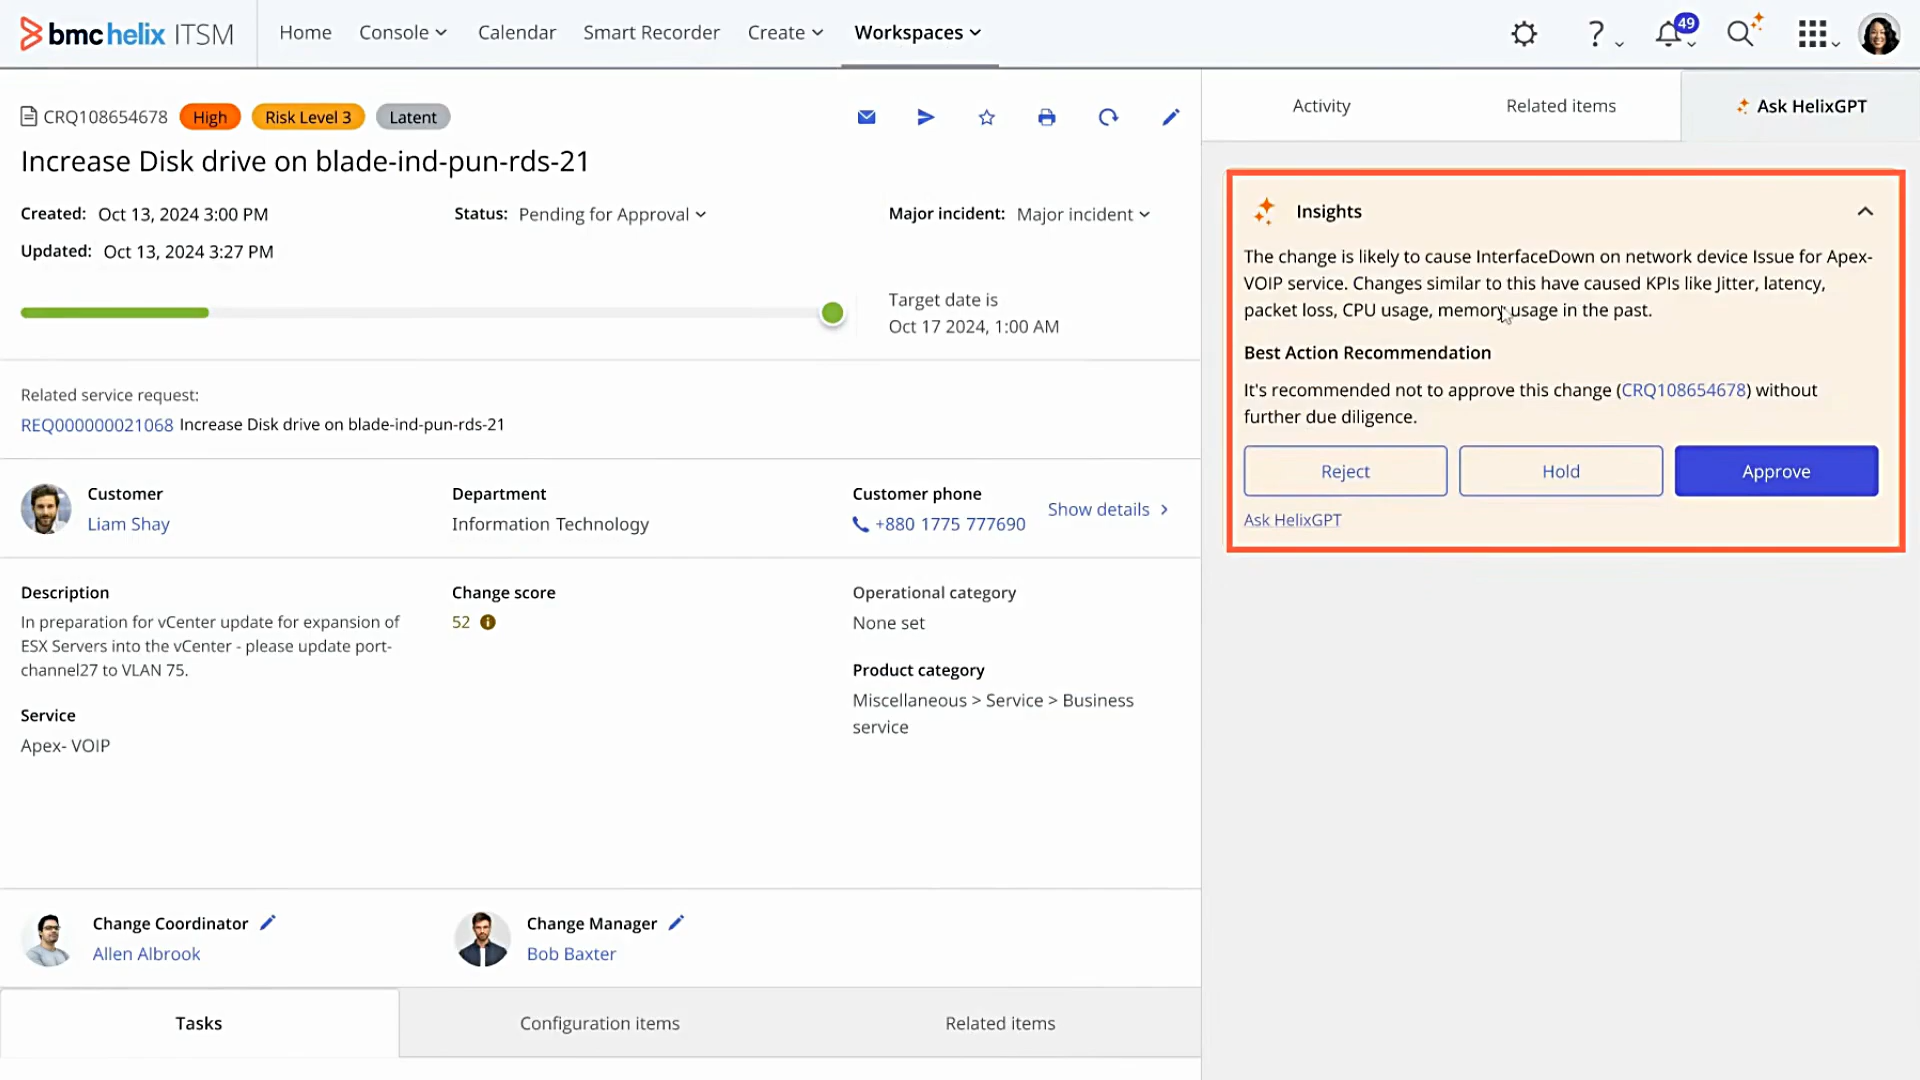 bmc helix ITSM
Home
Console
Calendar
Smart Recorder
Create
Workspaces
?
49
CRQ108654678
High
Risk Level 3
Latent
Increase Disk drive on blade-ind-pun-rds-21
Created: Oct 13, 2024 3:00 PM
Status: Pending for Approval
Major incident: Major incident
Updated: Oct 13, 2024 3:27 PM
Target date is
Oct 17 2024, 1:00 AM
Related service request:
REQ000000021068 Increase Disk drive on blade-ind-pun-rds-21
Customer
Liam Shay
Department
Information Technology
Customer phone
+880 1775 777690
Show details
Description
In preparation for vCenter update for expansion of
ESX Servers into the vCenter - please update port-
channel27 to VLAN 75.
Service
Apex- VOIP
Change score
52
Operational category
None set
Product category
Miscellaneous > Service > Business
service
Change Coordinator
Allen Albrook
Change Manager
Bob Baxter
Tasks
Configuration items
Related items
Activity
Related items
Ask HelixGPT
Insights
The change is likely to cause InterfaceDown on network device Issue for Apex-
VOIP service. Changes similar to this have caused KPIs like Jitter, latency,
packet loss, CPU usage, memory usage in the past.
Best Action Recommendation
It's recommended not to approve this change (CRQ108654678) without
further due diligence.
Reject
Hold
Approve
Ask HelixGPT